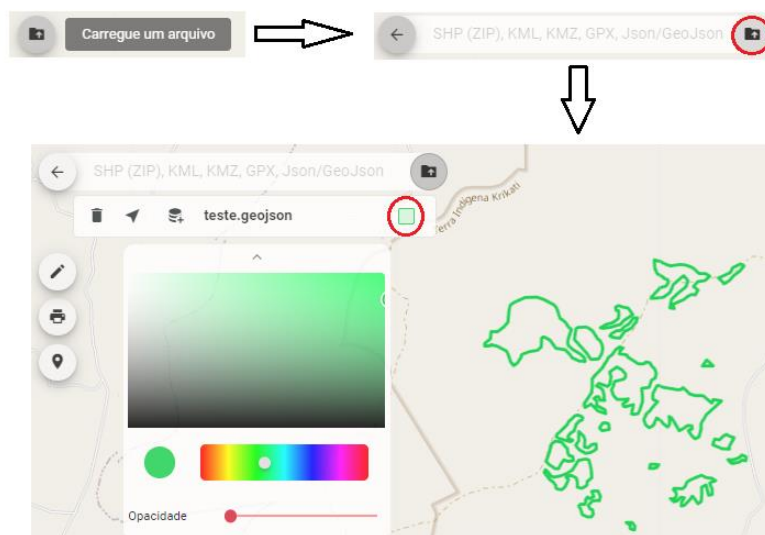 Carregue um arquivo
SHP (ZIP), KML, KMZ, GPX, Json/GeoJson
SHP (ZIP), KML, KMZ, GPX, Json/GeoJson
teste.geojson
Terra Indígena Krikati
Opacidade